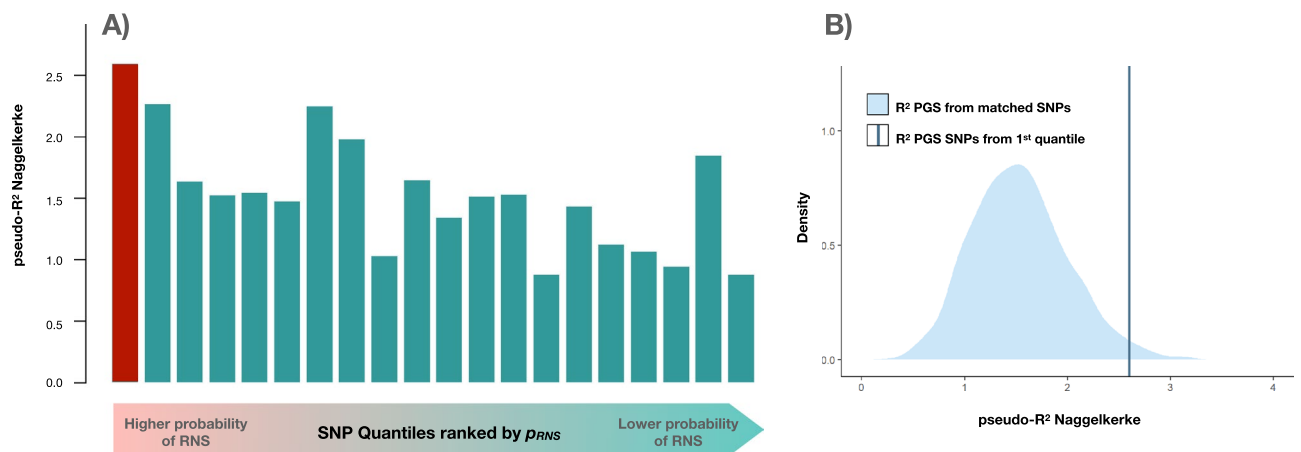 A)
pseudo-R² Naggelkerke
2.5
2.0
1.5
1.0
0.5
0.0
Higher probability
of RNS
SNP Quantiles ranked by pRNS
Lower probability
of RNS
B)
R² PGS from matched SNPs
R² PGS SNPs from 1st quantile
Density
1.0
0.5
0.0
0
1
2
3
4
pseudo-R² Naggelkerke